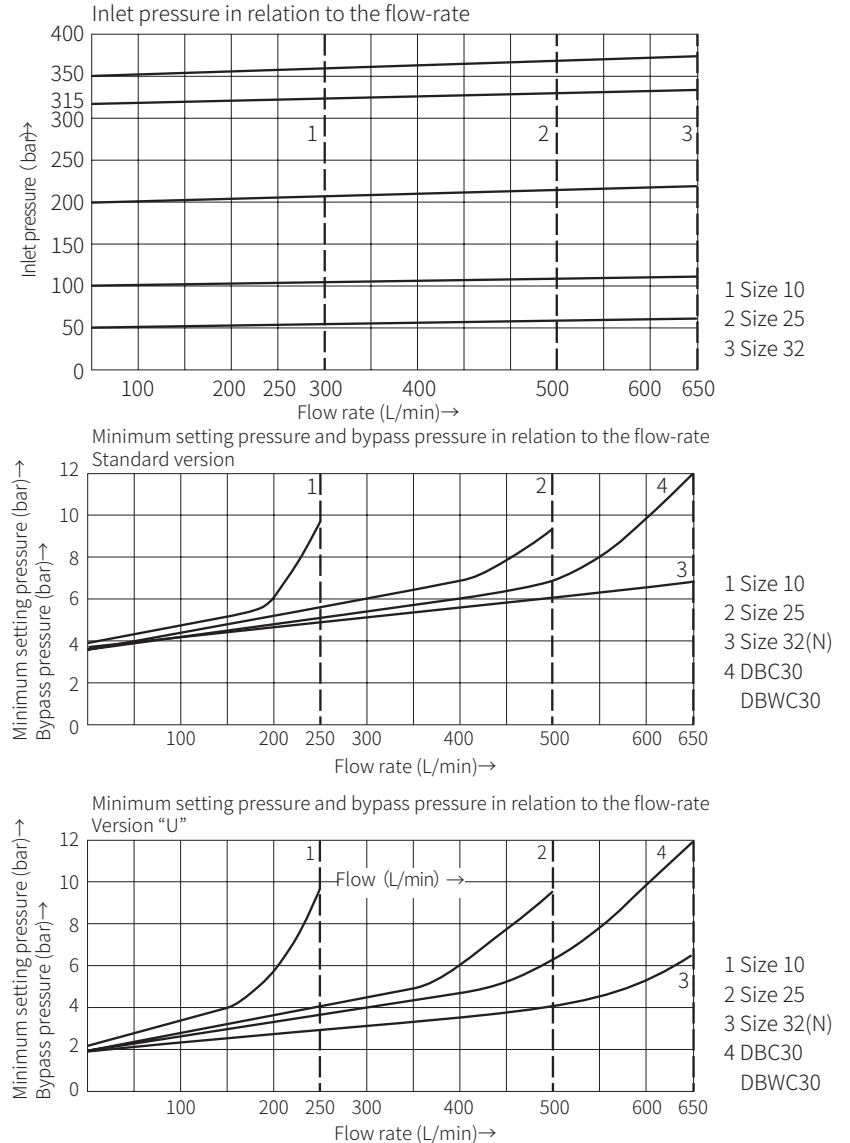 Inlet pressure in relation to the flow-rate
Inlet pressure (bar)→
400
350
315
300
250
200
150
100
50
0
1
2
3
100 200 250 300 400 500 600 650
Flow rate (L/min)→
1 Size 10
2 Size 25
3 Size 32
Minimum setting pressure and bypass pressure in relation to the flow-rate
Standard version
Minimum setting pressure (bar)→
Bypass pressure (bar)→
12
10
8
6
4
2
0
1
2
4
3
100 200 250 300 400 500 600 650
Flow rate (L/min)→
1 Size 10
2 Size 25
3 Size 32(N)
4 DBC30
DBWC30
Minimum setting pressure and bypass pressure in relation to the flow-rate
Version “U”
Minimum setting pressure (bar)→
Bypass pressure (bar)→
12
10
8
6
4
2
0
1
2
4
Flow (L/min) →
3
100 200 250 300 400 500 600 650
Flow rate (L/min)→
1 Size 10
2 Size 25
3 Size 32(N)
4 DBC30
DBWC30